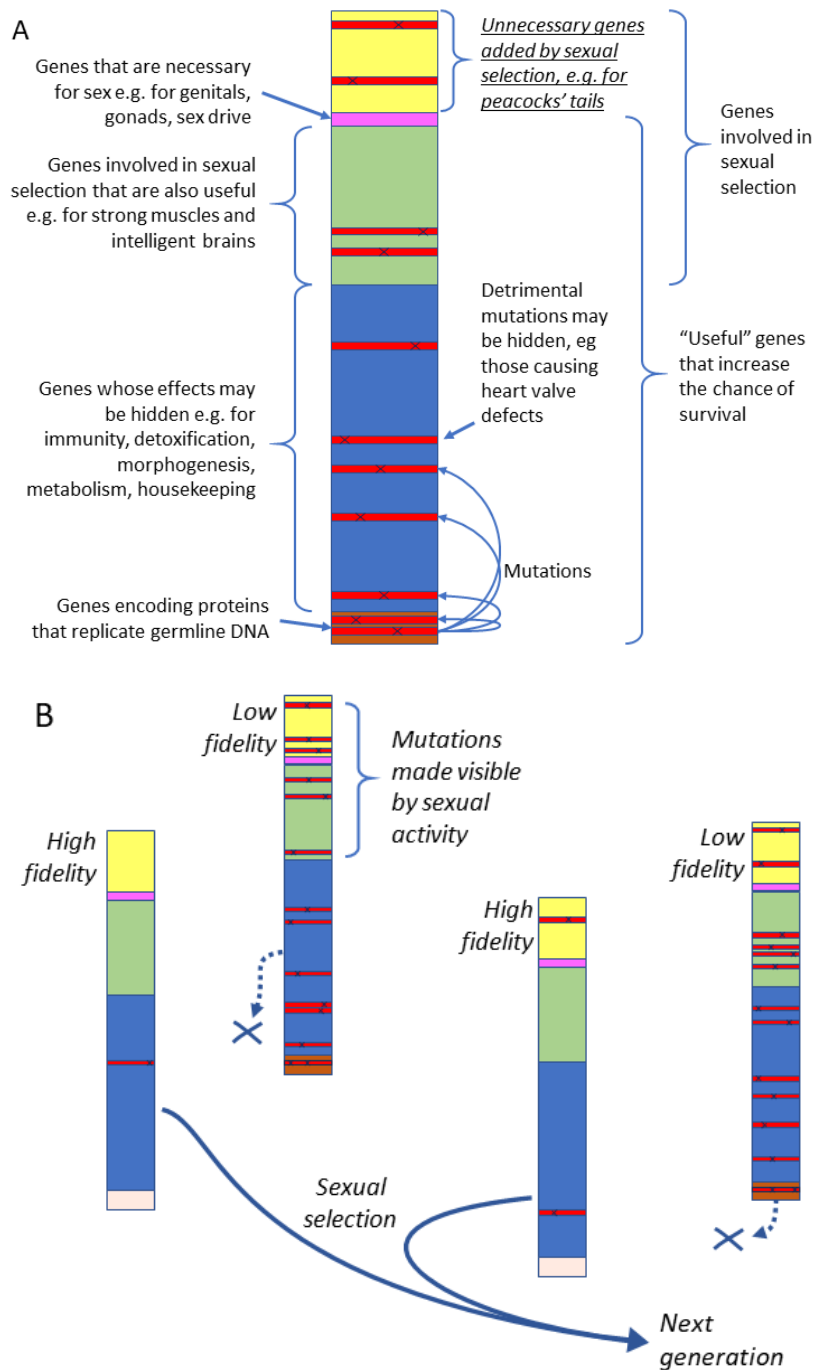 A
Unnecessary genes
added by sexual
selection, e.g. for
peacocks' tails
Genes that are necessary
for sex e.g. for genitals,
gonads, sex drive
Genes
involved in
sexual
selection
Genes involved in sexual
selection that are also useful
e.g. for strong muscles and
intelligent brains
Detrimental
mutations may
be hidden, eg
those causing
heart valve
defects
"Useful" genes
that increase
the chance of
survival
Genes whose effects may
be hidden e.g. for
immunity, detoxification,
morphogenesis,
metabolism, housekeeping
Mutations
Genes encoding proteins
that replicate germline DNA
B
Low
fidelity
Mutations
made visible
by sexual
activity
High
fidelity
Low
fidelity
High
fidelity
Sexual
selection
Next
generation